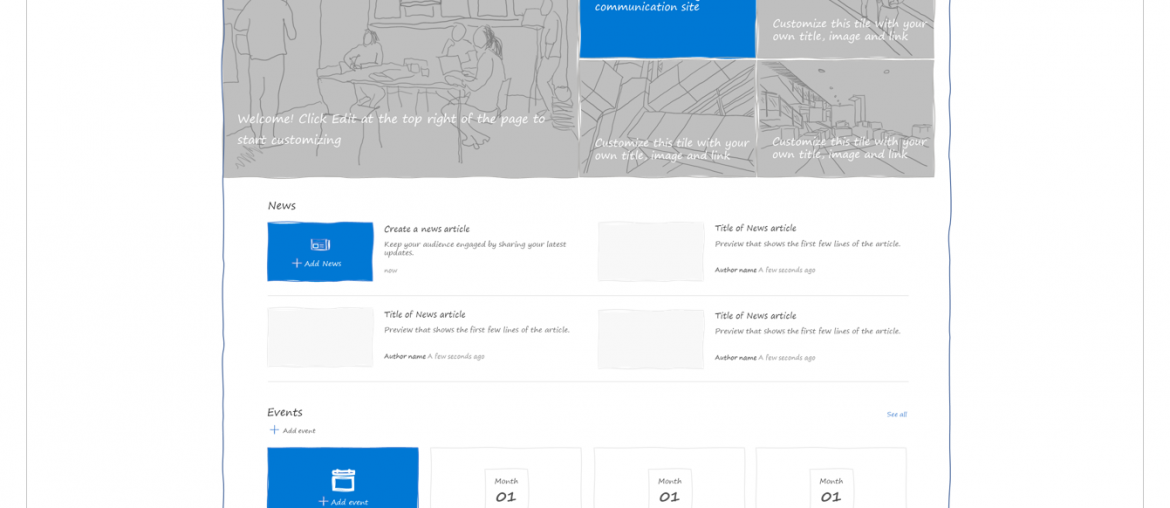 communication site
Customize this tile with your
own title, image and link
Welcome! Click Edit at the top right of the page to
start customizing
Customize this tile with your
own title, image and link
Customize this tile with your
own title, image and link
News
+ Add News
Create a news article
Keep your audience engaged by sharing your latest
updates.
now
Title of News article
Preview that shows the first few lines of the article.
Author name A few seconds ago
Title of News article
Preview that shows the first few lines of the article.
Author name A few seconds ago
Title of News article
Preview that shows the first few lines of the article.
Author name A few seconds ago
Events
See all
+ Add event
+ Add event
Month
01
Month
01
Month
01